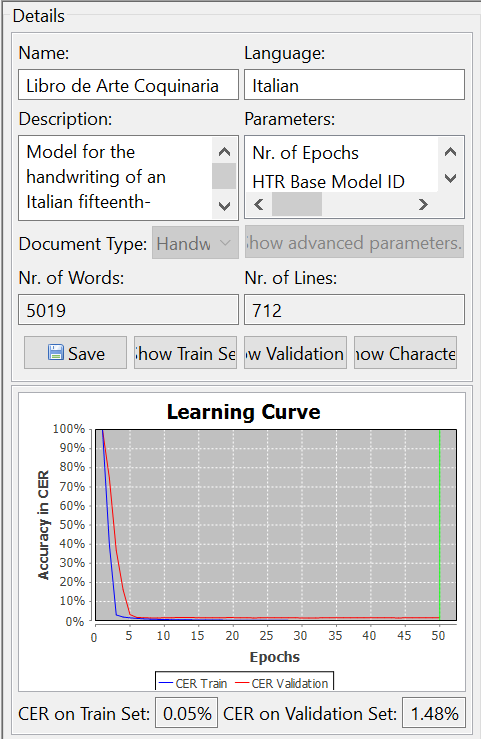 Details
Name: Language:
Libro de Arte Coquinaria Italian
Description: Parameters:
Model for the Nr. of Epochs
handwriting of an HTR Base Model ID
Italian fifteenth-
Document Type: Handw Show advanced parameters.
Nr. of Words: Nr. of Lines:
5019 712
Save how Train Se ow Validation how Characte
Learning Curve
Accuracy in CER
100%
90%
80%
70%
60%
50%
40%
30%
20%
10%
0%
0 5 10 15 20 25 30 35 40 45 50
Epochs
CER Train CER Validation
CER on Train Set: 0.05% CER on Validation Set: 1.48%